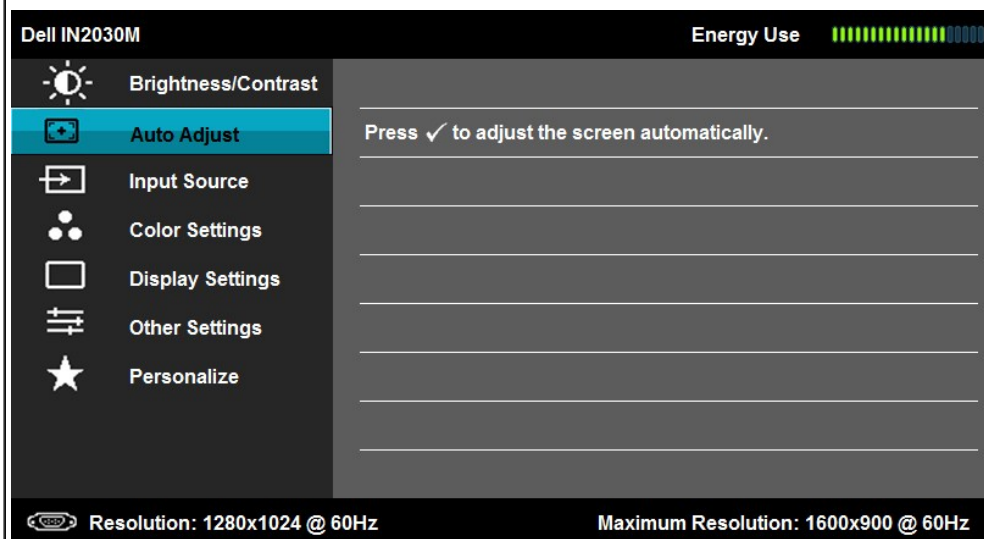 Dell IN2030M Energy Use
Brightness/Contrast
Auto Adjust Press ✓ to adjust the screen automatically.
Input Source
Color Settings
Display Settings
Other Settings
Personalize
Resolution: 1280x1024 @ 60Hz Maximum Resolution: 1600x900 @ 60Hz